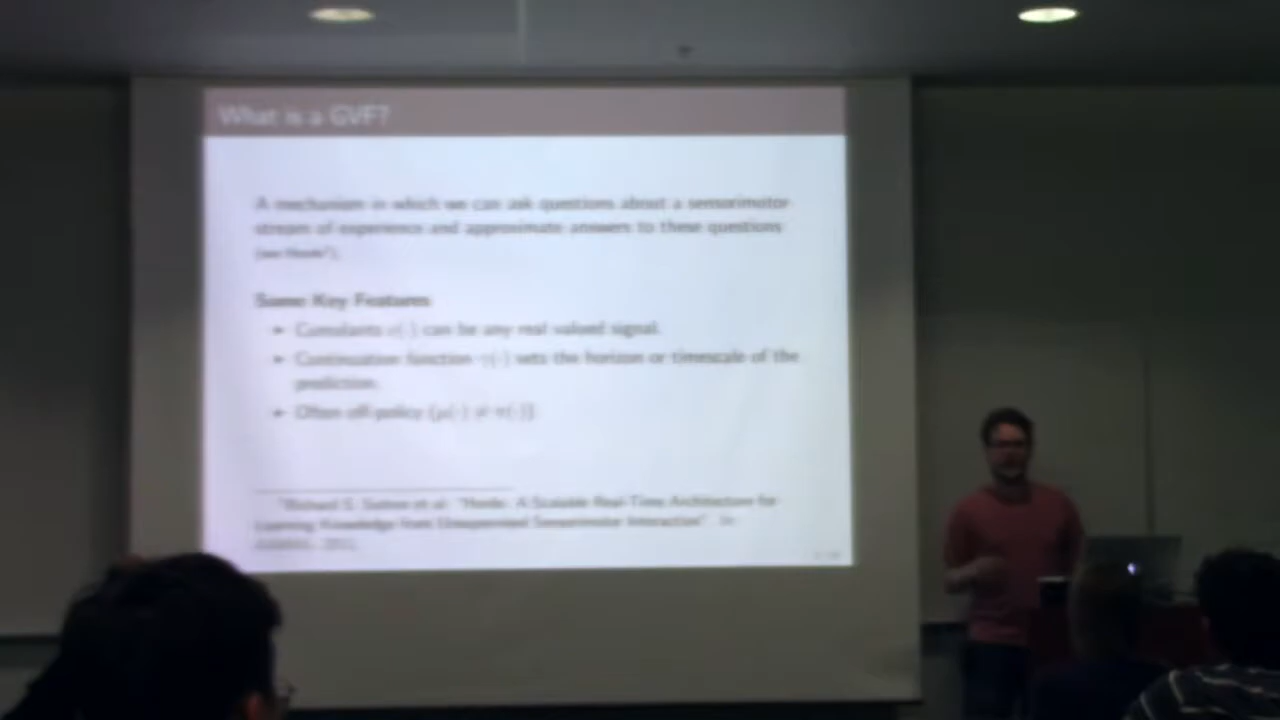 What is a GVF?
A mechanism in which we can ask questions about a sensorimotor
stream of experience and approximate answers to these questions
Some Key Features
► Cumulants c(·) can be any real valued signal.
► Continuation function γ(·) sets the horizon or timescale of the
prediction.
► Often off-policy (μ(·) ≠ π(·))
Richard S. Sutton et al. "Horde: A Scalable Real-Time Architecture for
Learning Knowledge from Unsupervised Sensorimotor Interaction". In